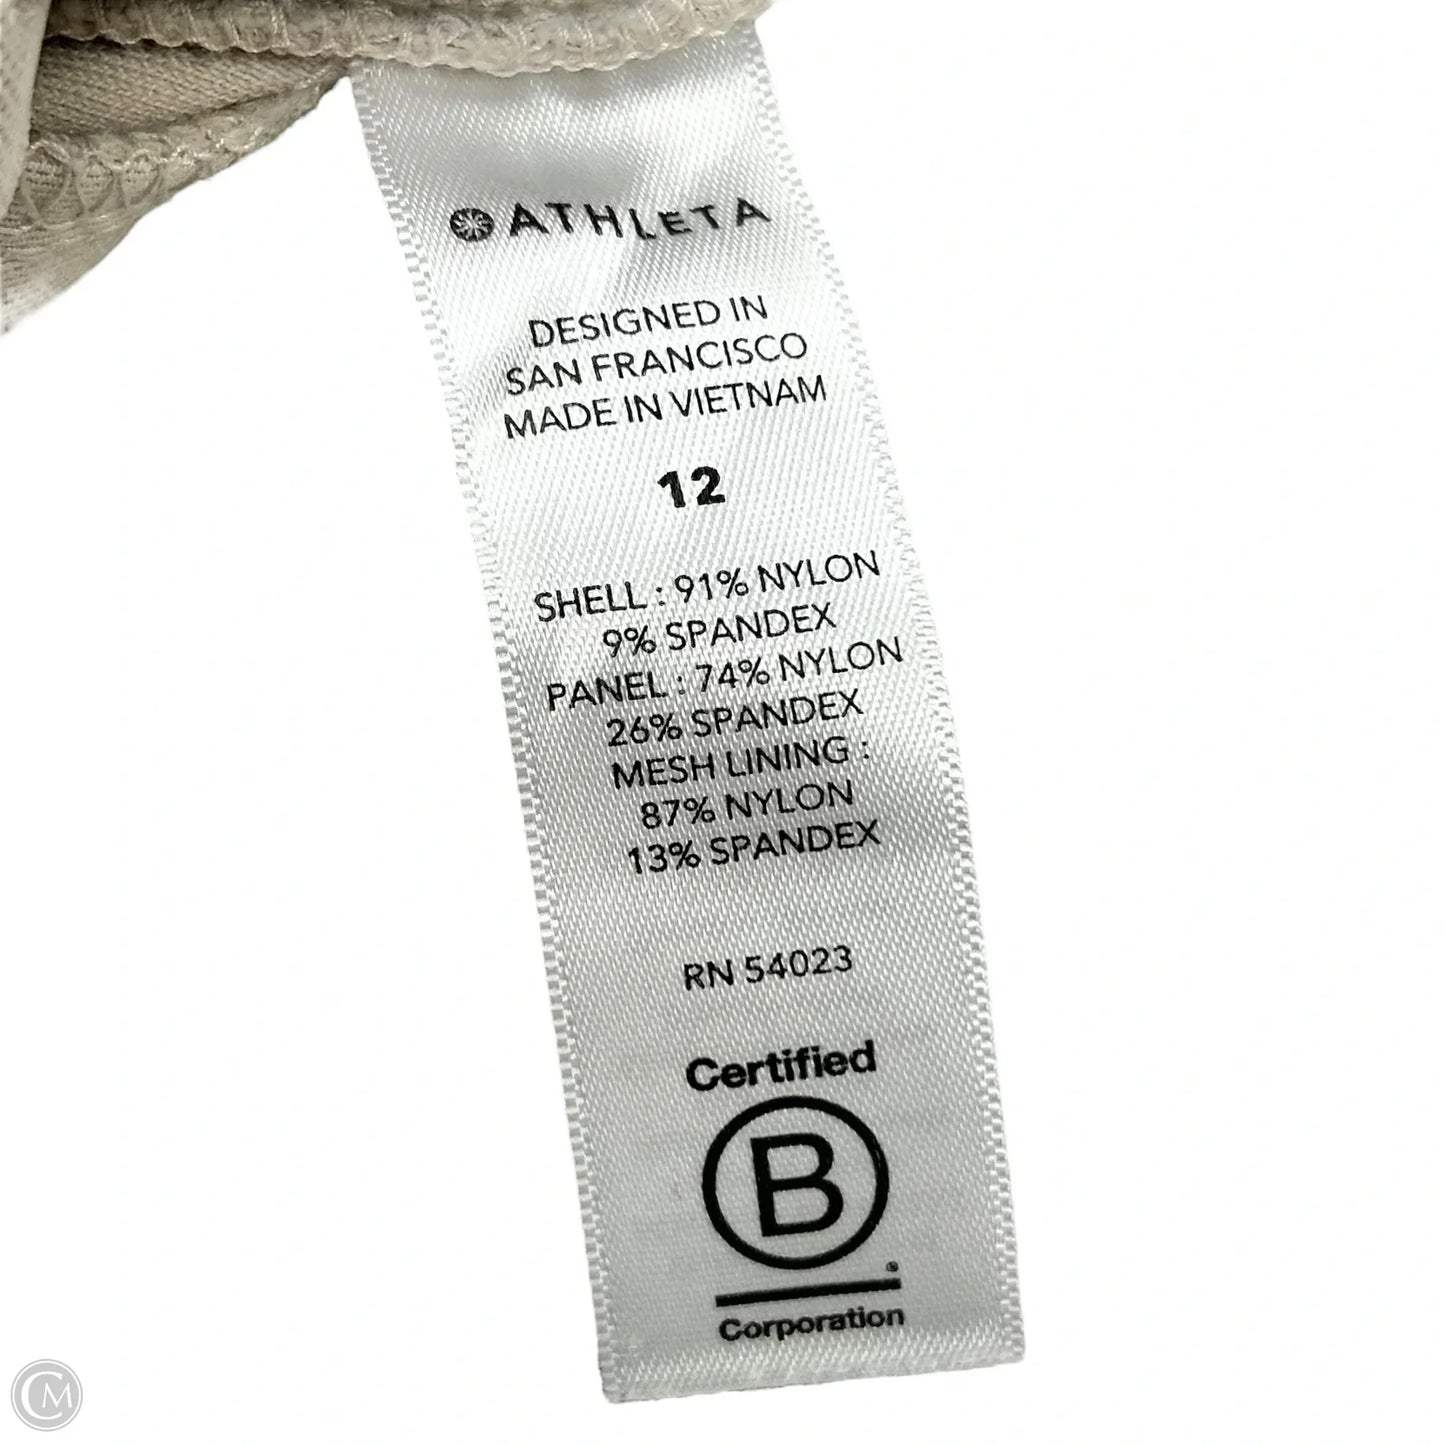 ATHLETA
DESIGNED IN
SAN FRANCISCO
MADE IN VIETNAM
12
SHELL : 91% NYLON
9% SPANDEX
PANEL : 74% NYLON
26% SPANDEX
MESH LINING :
87% NYLON
13% SPANDEX
RN 54023
Certified
B
®
Corporation
CM